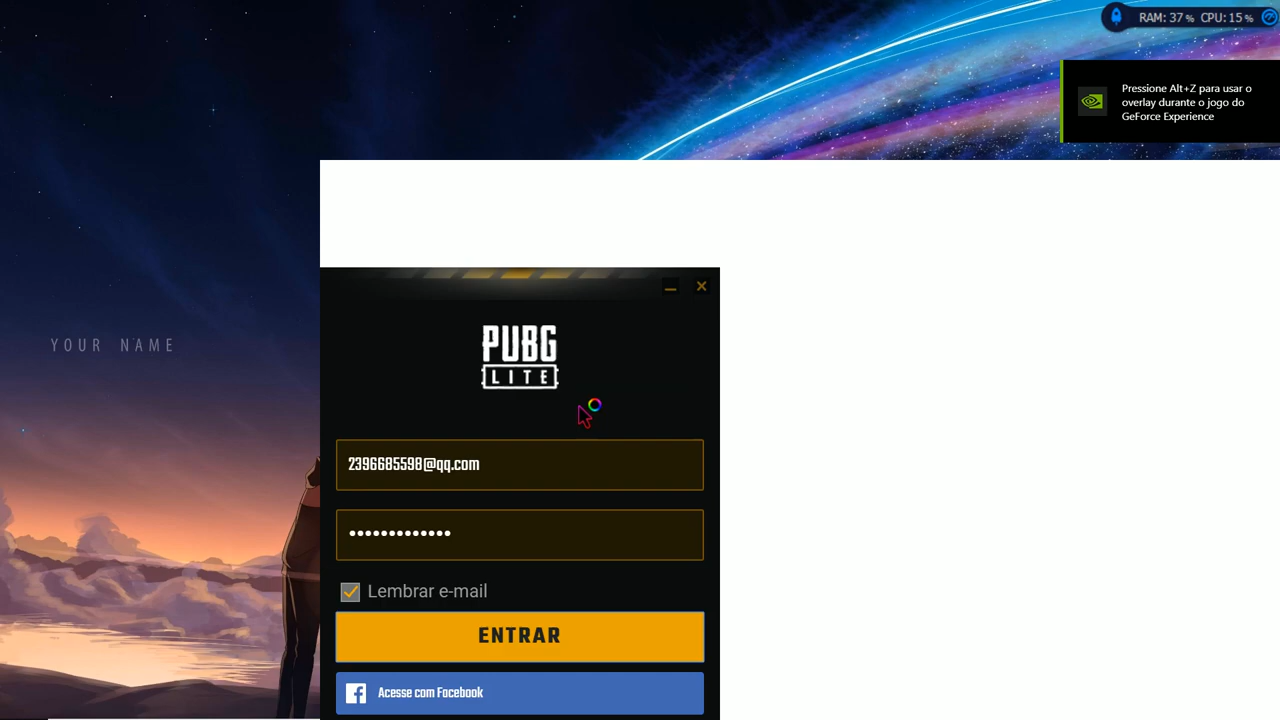 RAM: 37 % CPU: 15 %
Pressione Alt+Z para usar o
overlay durante o jogo do
GeForce Experience
YOUR NAME
PUBG
LITE
2396685598@qq.com
Lembrar e-mail
ENTRAR
Acesse com Facebook